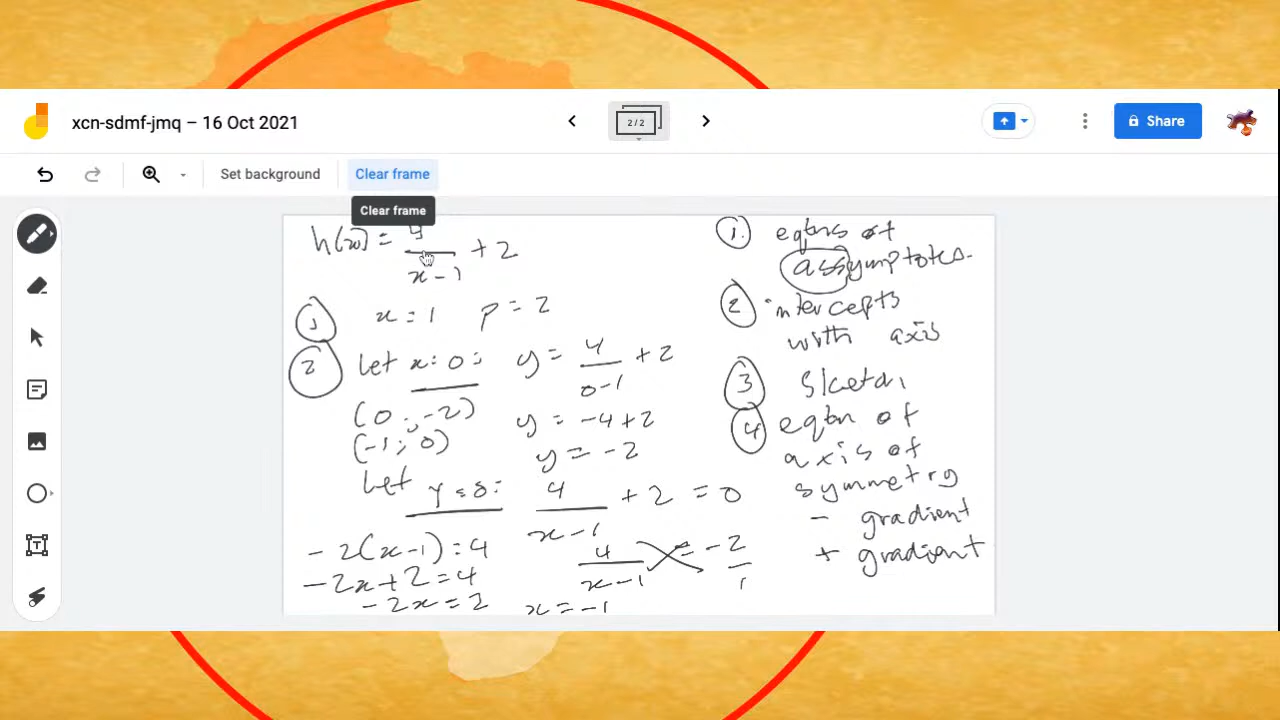 xcn-sdmf-jmq – 16 Oct 2021
2/2
Share
Set background
Clear frame
Clear frame
h(x) = 4/(x-1) + 2
① x = 1 p = 2
② Let x = 0: y = 4/(0-1) + 2
(0 ; -2) y = -4+2
(-1 ; 0) y = -2
Let y = 0: 4/(x-1) + 2 = 0
-2(x-1) = 4 4/(x-1) = -2/1
-2x+2 = 4
-2x = 2 x = -1
① eqtns of
assymptotes.
② intercepts
with axis
③ Sketch
④ eqtn of
axis of
symmetry
- gradient
+ gradient